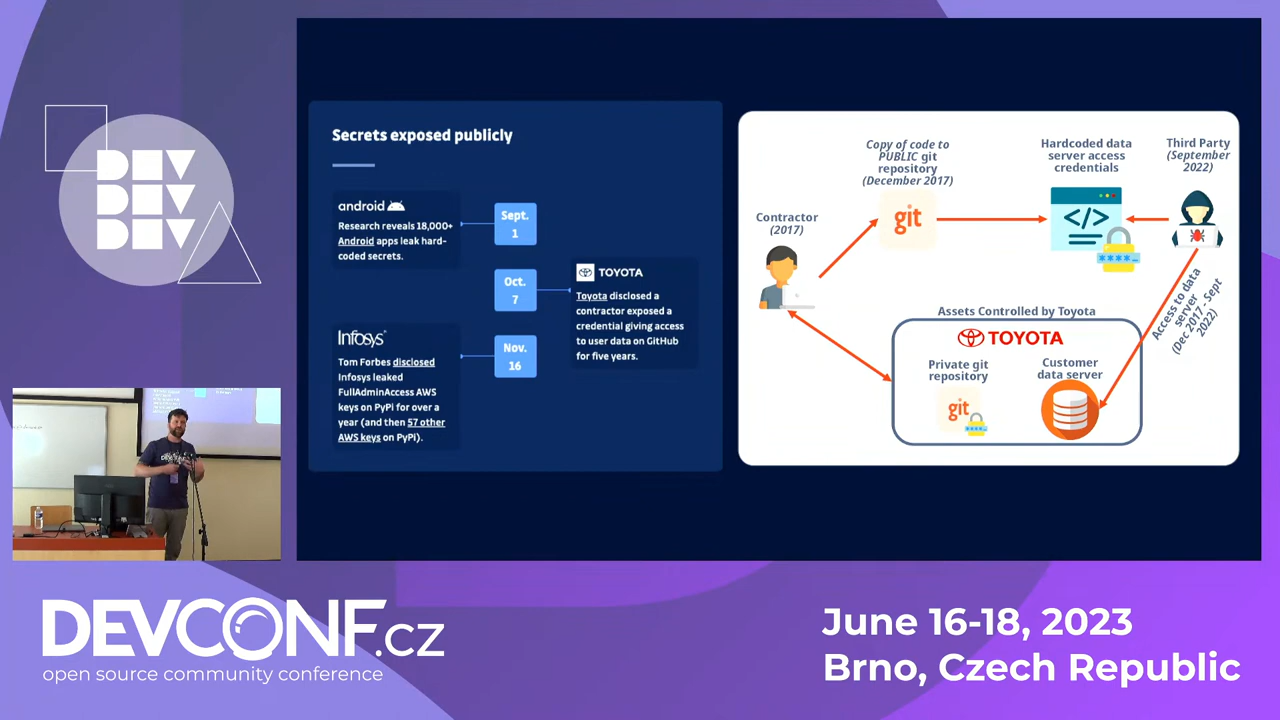 DEV
DEV
DEV
Secrets exposed publicly
android
Research reveals 18,000+
Android apps leak hard-
coded secrets.
Sept.
1
Oct.
7
TOYOTA
Toyota disclosed a
contractor exposed a
credential giving access
to user data on GitHub
for five years.
Infosys
Tom Forbes disclosed
Infosys leaked
FullAdminAccess AWS
keys on PyPi for over a
year (and then 57 other
AWS keys on PyPi).
Nov.
16
Contractor
(2017)
Copy of code to
PUBLIC git
repository
(December 2017)
git
Hardcoded data
server access
credentials
</>
****
Third Party
(September
2022)
Access to data
server
(Dec 2017 - Sept
2022)
Assets Controlled by Toyota
TOYOTA
Private git
repository
git
Customer
data server
DEVCONF.cz
open source community conference
June 16-18, 2023
Brno, Czech Republic